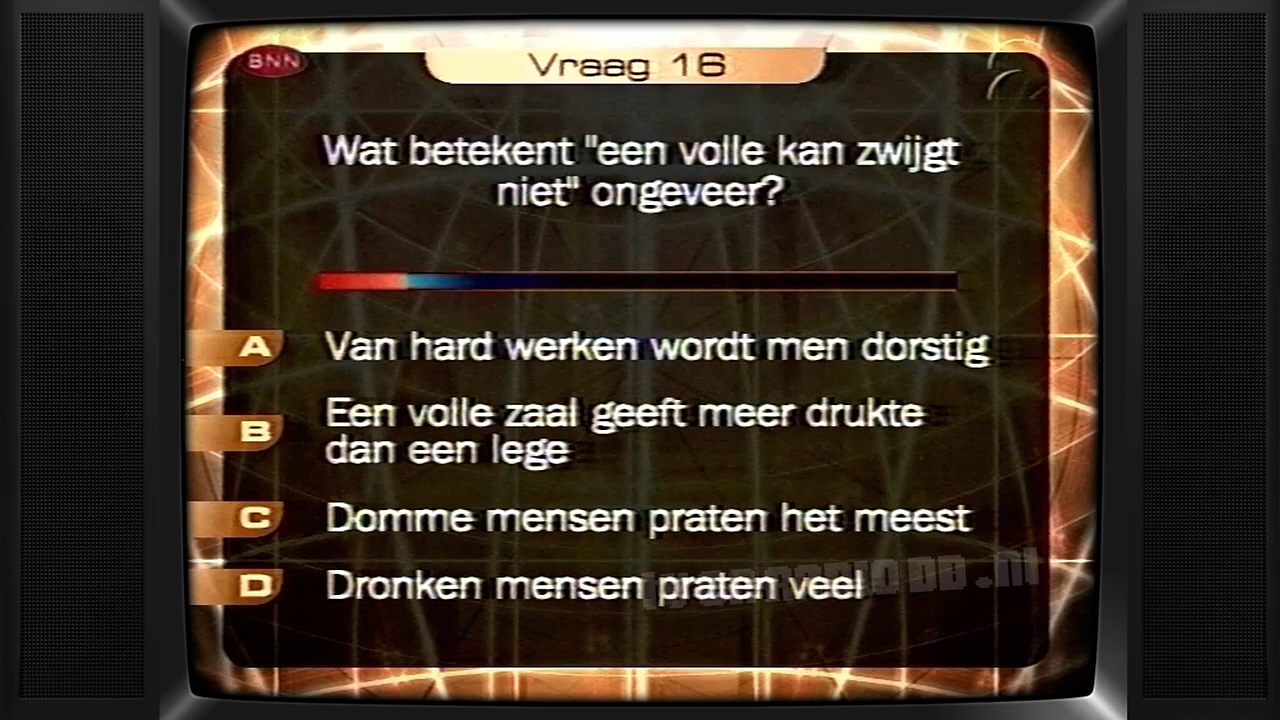 BNN
Vraag 16
Wat betekent "een volle kan zwijgt
niet" ongeveer?
A Van hard werken wordt men dorstig
B Een volle zaal geeft meer drukte
dan een lege
C Domme mensen praten het meest
D Dronken mensen praten veel